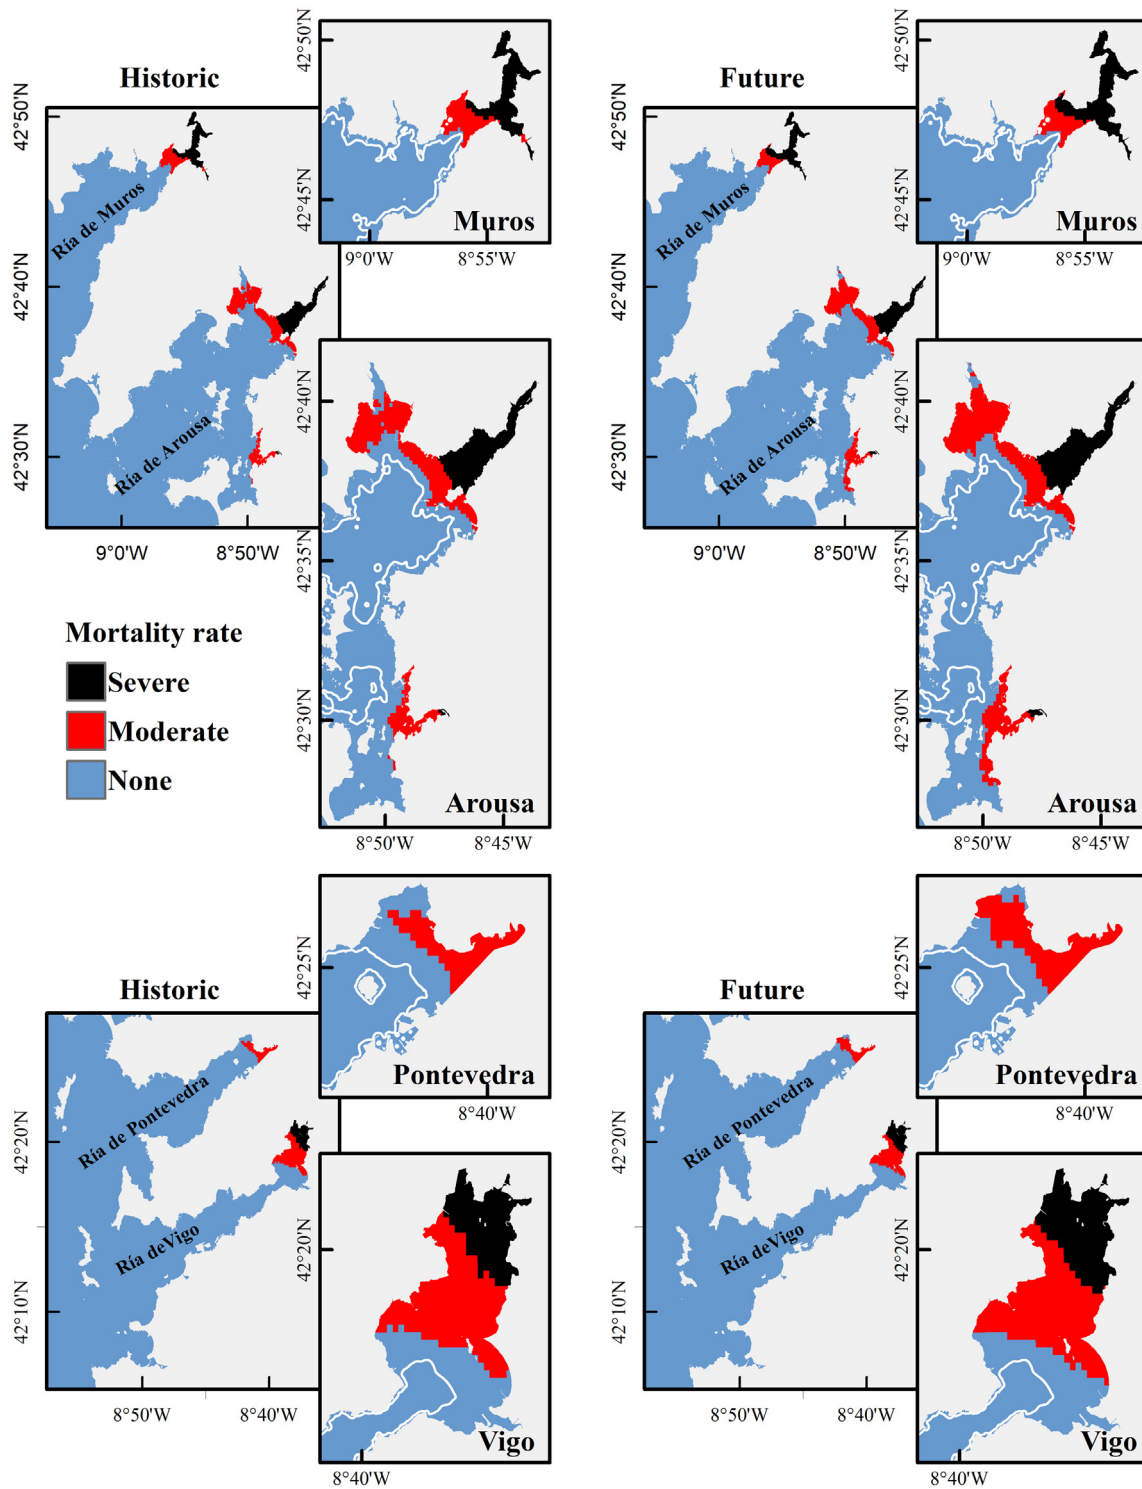 Historic
42°50'N
42°40'N
42°30'N
9°0'W
8°50'W
Ría de Muros
Ría de Arousa
42°50'N
42°45'N
9°0'W
8°55'W
Muros
42°40'N
42°35'N
42°30'N
8°50'W
8°45'W
Arousa
Mortality rate
Severe
Moderate
None
Future
42°50'N
42°40'N
42°30'N
9°0'W
8°50'W
Ría de Muros
Ría de Arousa
42°50'N
42°45'N
9°0'W
8°55'W
Muros
42°40'N
42°35'N
42°30'N
8°50'W
8°45'W
Arousa
Historic
42°20'N
42°10'N
8°50'W
8°40'W
Ría de Pontevedra
Ría deVigo
42°25'N
8°40'W
Pontevedra
42°20'N
8°40'W
Vigo
Future
42°20'N
42°10'N
8°50'W
8°40'W
Ría de Pontevedra
Ría deVigo
42°25'N
8°40'W
Pontevedra
42°20'N
8°40'W
Vigo